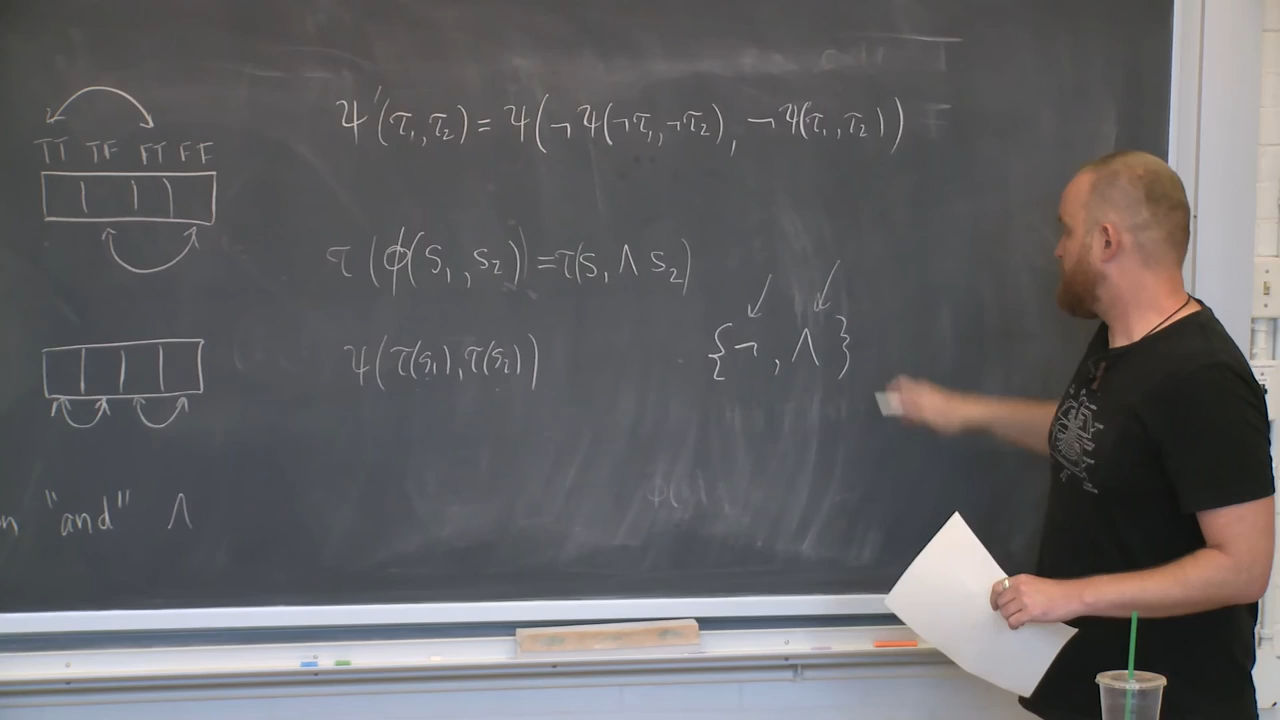 Ψ'(τ₁,τ₂) = Ψ(¬Ψ(¬τ₁,¬τ₂), ¬Ψ(τ₁,τ₂))
TT TF FT FF
τ(ϕ(S₁,S₂)) = τ(S₁ ∧ S₂)
{¬, ∧}
Ψ(τ(S₁),τ(S₂))
"and" ∧